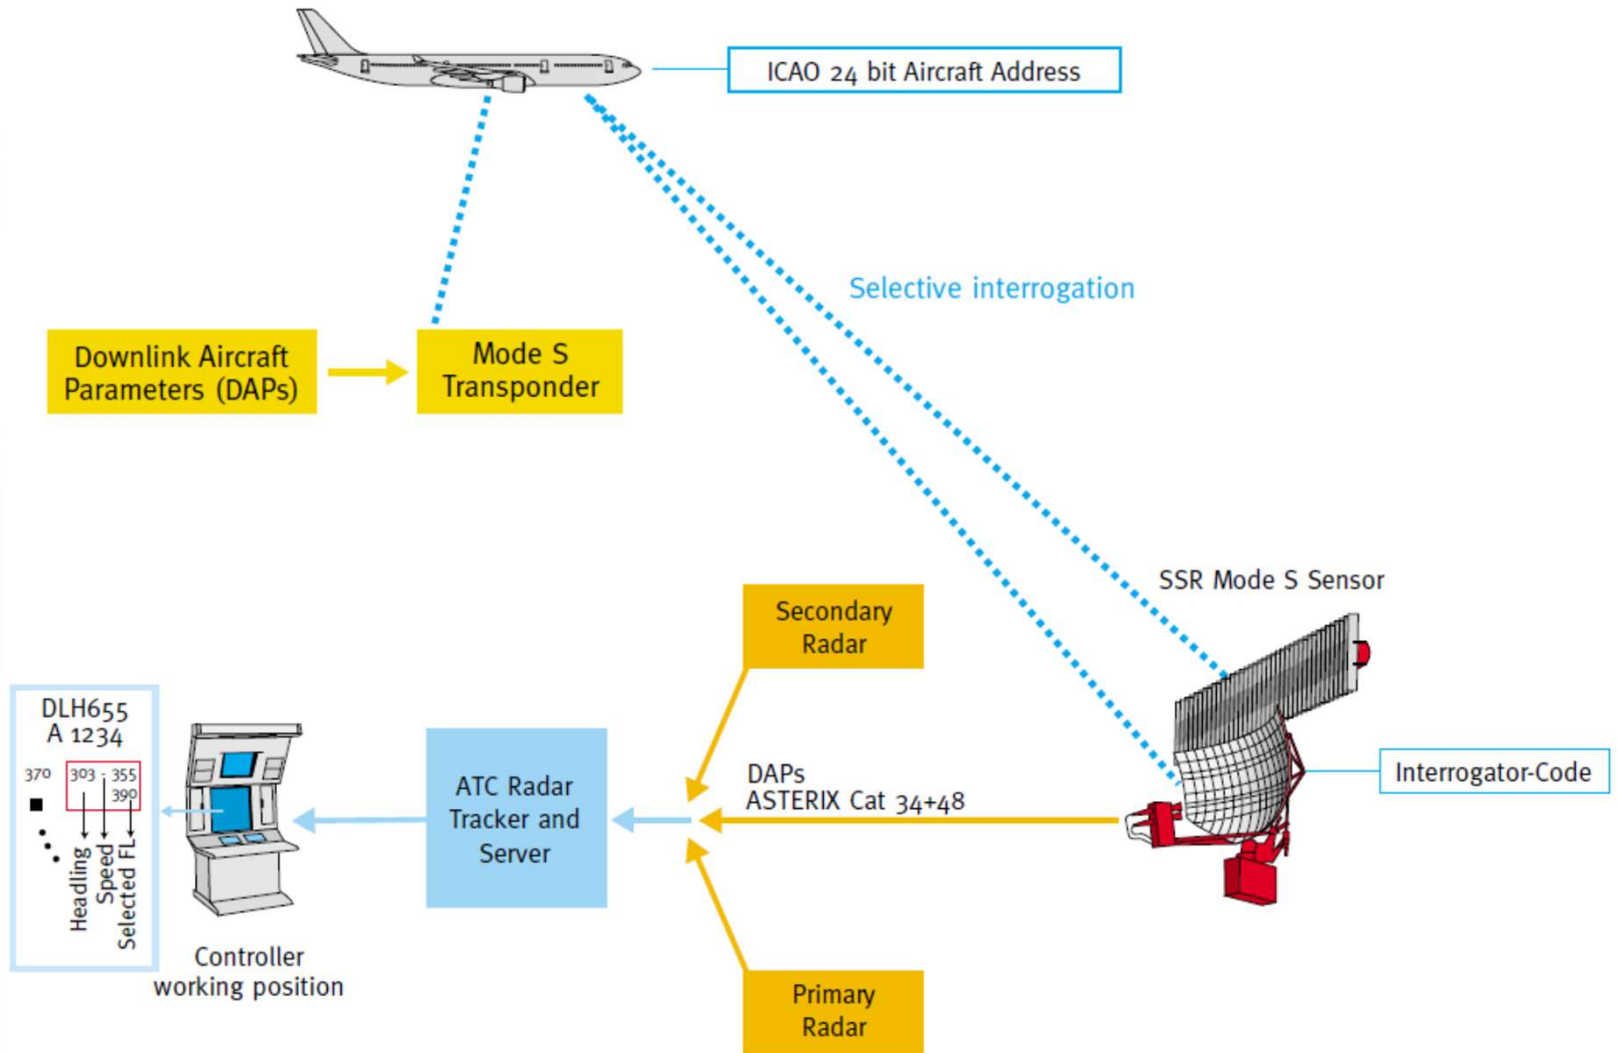 ICAO 24 bit Aircraft Address
Selective interrogation
Downlink Aircraft
Parameters (DAPs)
Mode S
Transponder
SSR Mode S Sensor
Secondary
Radar
DLH655
A 1234
370
303 - 355
390
Headling
Speed
Selected FL
ATC Radar
Tracker and
Server
DAPs
ASTERIX Cat 34+48
Interrogator-Code
Controller
working position
Primary
Radar